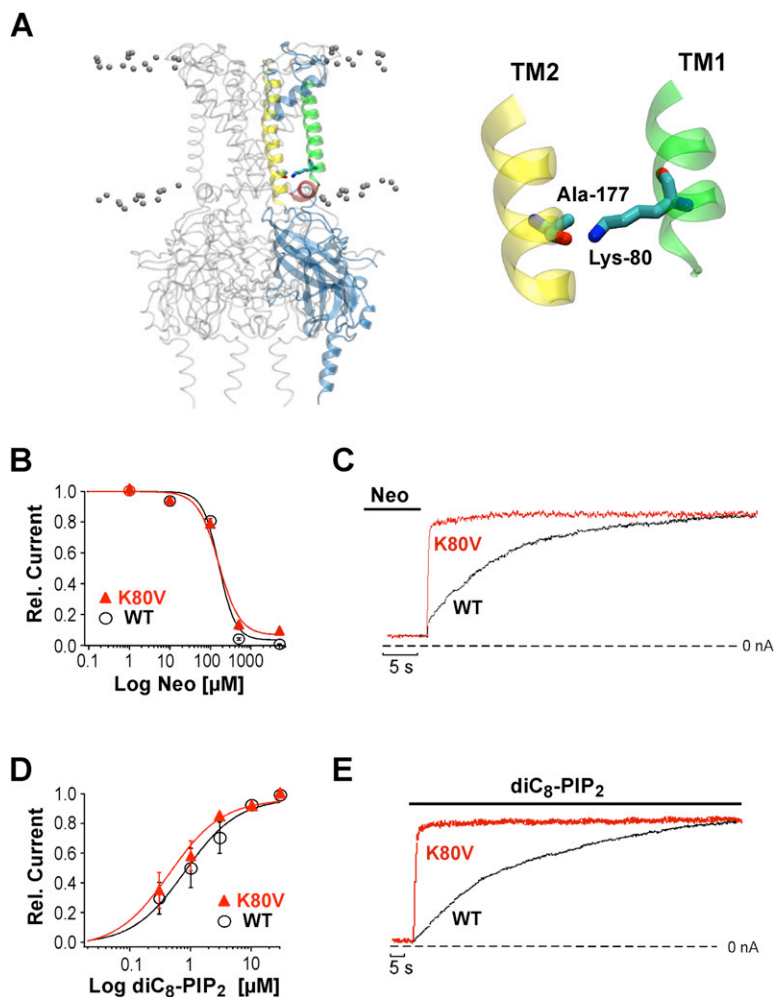 A
TM2
TM1
Ala-177
Lys-80
B
Rel. Current
1.0
0.8
0.6
0.4
0.2
0.0
K80V
WT
0.1
1
10
100
1000
Log Neo [µM]
C
Neo
K80V
WT
0 nA
5 s
D
Rel. Current
1.0
0.8
0.6
0.4
0.2
0.0
K80V
WT
0.1
1
10
Log diC₈-PIP₂ [µM]
E
diC₈-PIP₂
K80V
WT
0 nA
5 s